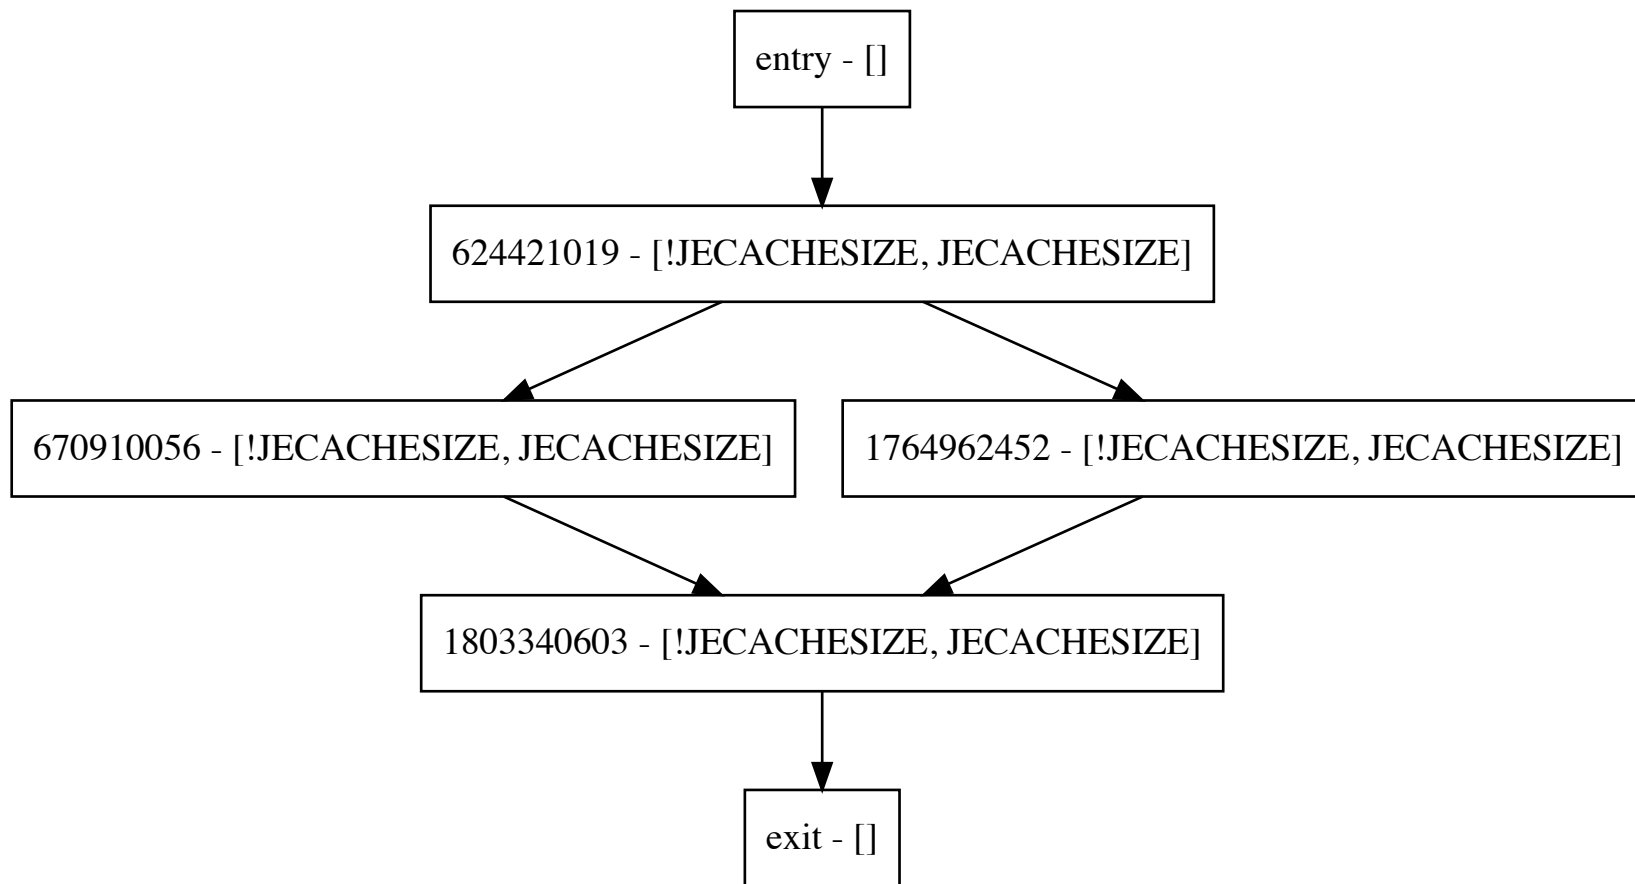 entry - []
624421019 - [!JECACHESIZE, JECACHESIZE]
670910056 - [!JECACHESIZE, JECACHESIZE]
1764962452 - [!JECACHESIZE, JECACHESIZE]
1803340603 - [!JECACHESIZE, JECACHESIZE]
exit - []